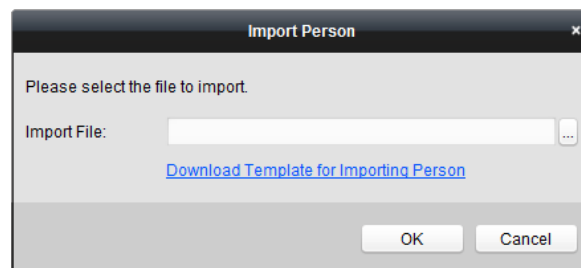 Import Person ×
Please select the file to import.
Import File: ...
Download Template for Importing Person
OK Cancel